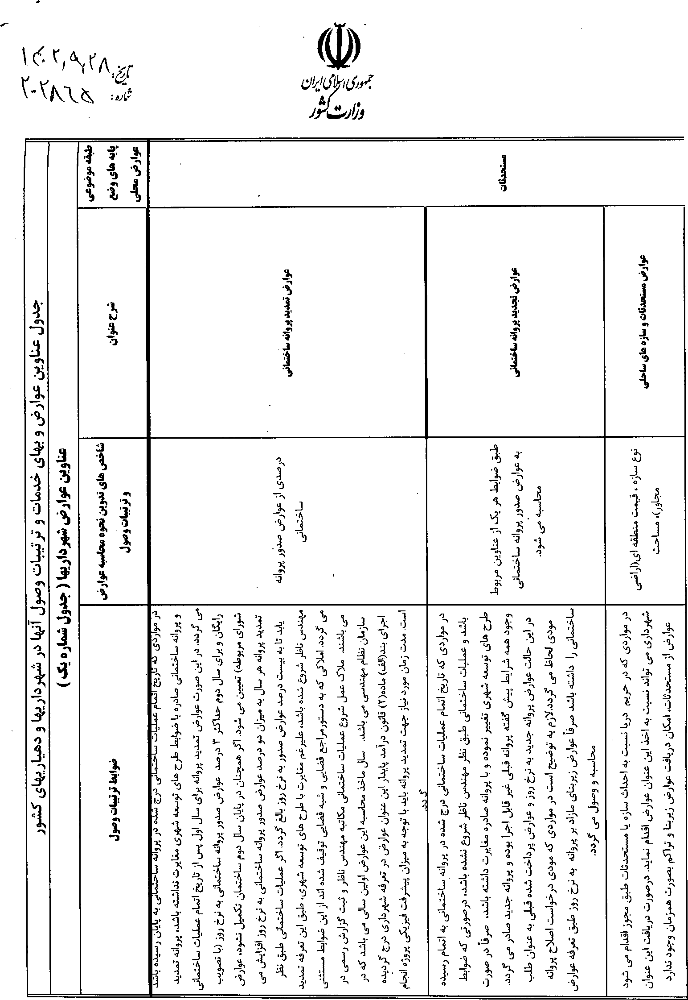 جمهوری اسلامی ایران
وزارت کشور
تاریخ: ۱۴۰۲/۹/۲۸
شماره: ۲۰۲۸۶۵
جدول عناوین عوارض و بهای خدمات و ترتیبات وصول آنها در شهرداریها و دهیاریهای کشور
عناوین عوارض شهرداریها ( جدول شماره یک )
طبقه موضوعی
پایه های وضع
عوارض محلی
شرح عنوان
شاخص های تدوین نحوه محاسبه عوارض
و ترتیبات وصول
ضوابط ترتیبات وصول
مستحدثات
عوارض تمدید پروانه ساختمانی
درصدی از عوارض صدور پروانه
ساختمانی
در مواردی که تاریخ اتمام عملیات ساختمانی درج شده در پروانه ساختمانی به پایان رسیده باشد
و پروانه ساختمانی صادره با ضوابط طرح های توسعه شهری مغایرت نداشته باشد، پروانه تمدید
می گردد. در این صورت عوارض تمدید پروانه برای سال اول پس از تاریخ اتمام عملیات ساختمانی
رایگان و برای سال دوم حداکثر ۳ درصد عوارض صدور پروانه ساختمانی به نرخ روز (با تصویب
شورای مربوطه) تعیین می شود. اگر همچنان در پایان سال دوم ساختمان تکمیل نشود، عوارض
تمدید پروانه هر سال به میزان دو درصد عوارض صدور پروانه ساختمانی به نرخ روز افزایش می
یابد تا به بیست درصد عوارض صدور به نرخ روز بالغ گردد. اگر عملیات ساختمانی طبق نظر
مهندس ناظر شروع شده باشد، علیرغم مغایرت با طرح های توسعه شهری، طبق این تعرفه تمدید
می گردد. املاکی که به دستورمراجع قضایی و شبه قضایی توقیف شده اند از این ضوابط مستثنی
می باشند. ملاک عمل شروع عملیات ساختمانی مکاتبه مهندس ناظر و ثبت گزارش رسمی در
سازمان نظام مهندسی می باشد. سال ماخذ محاسبه این عوارض اولین سالی می باشد که در
اجرای بند(الف) ماده(۲) قانون درآمد پایدار این عنوان عوارض در تعرفه شهرداری درج گردیده
است. مدت زمان مورد نیاز جهت تمدید پروانه باید با توجه به میزان پیشرفت فیزیکی پروژه انجام
گردد.
عوارض تجدید پروانه ساختمانی
طبق ضوابط هر یک از عناوین مربوط
به عوارض صدور پروانه ساختمانی
محاسبه می شود.
در مواردی که تاریخ اتمام عملیات ساختمانی درج شده در پروانه ساختمانی به اتمام رسیده
باشد و عملیات ساختمانی طبق نظر مهندس ناظر شروع نشده باشد، درصورتی که ضوابط
طرح های توسعه شهری تغییر نموده و با پروانه صادره مغایرت داشته باشد، صرفاً در صورت
وجود همه شرایط پیش گفته پروانه قبلی غیر قابل اجرا بوده و پروانه جدید صادر می گردد.
در این حالت عوارض پروانه جدید به نرخ روز و عوارض پرداخت شده قبلی به عنوان طلب
مودی لحاظ می گردد.لازم به توضیح است در مواردی که مودی درخواست اصلاح پروانه
ساختمانی را داشته باشد صرفاً عوارض زیربنای مازاد بر پروانه به نرخ روز طبق تعرفه عوارض
محاسبه و وصول می گردد.
عوارض مستحدثات و سازه های ساحلی
نوع سازه ، قیمت منطقه ای(اراضی
مجاور)، مساحت
در مواردی که در حریم دریا نسبت به احداث سازه یا مستحدثات طبق مجوز اقدام می شود
شهرداری می تواند نسبت به اخذ این عنوان عوارض اقدام نماید. درصورت دریافت این عنوان
عوارض از مستحدثات، امکان دریافت عوارض زیربنا و تراکم بصورت همزمان وجود ندارد